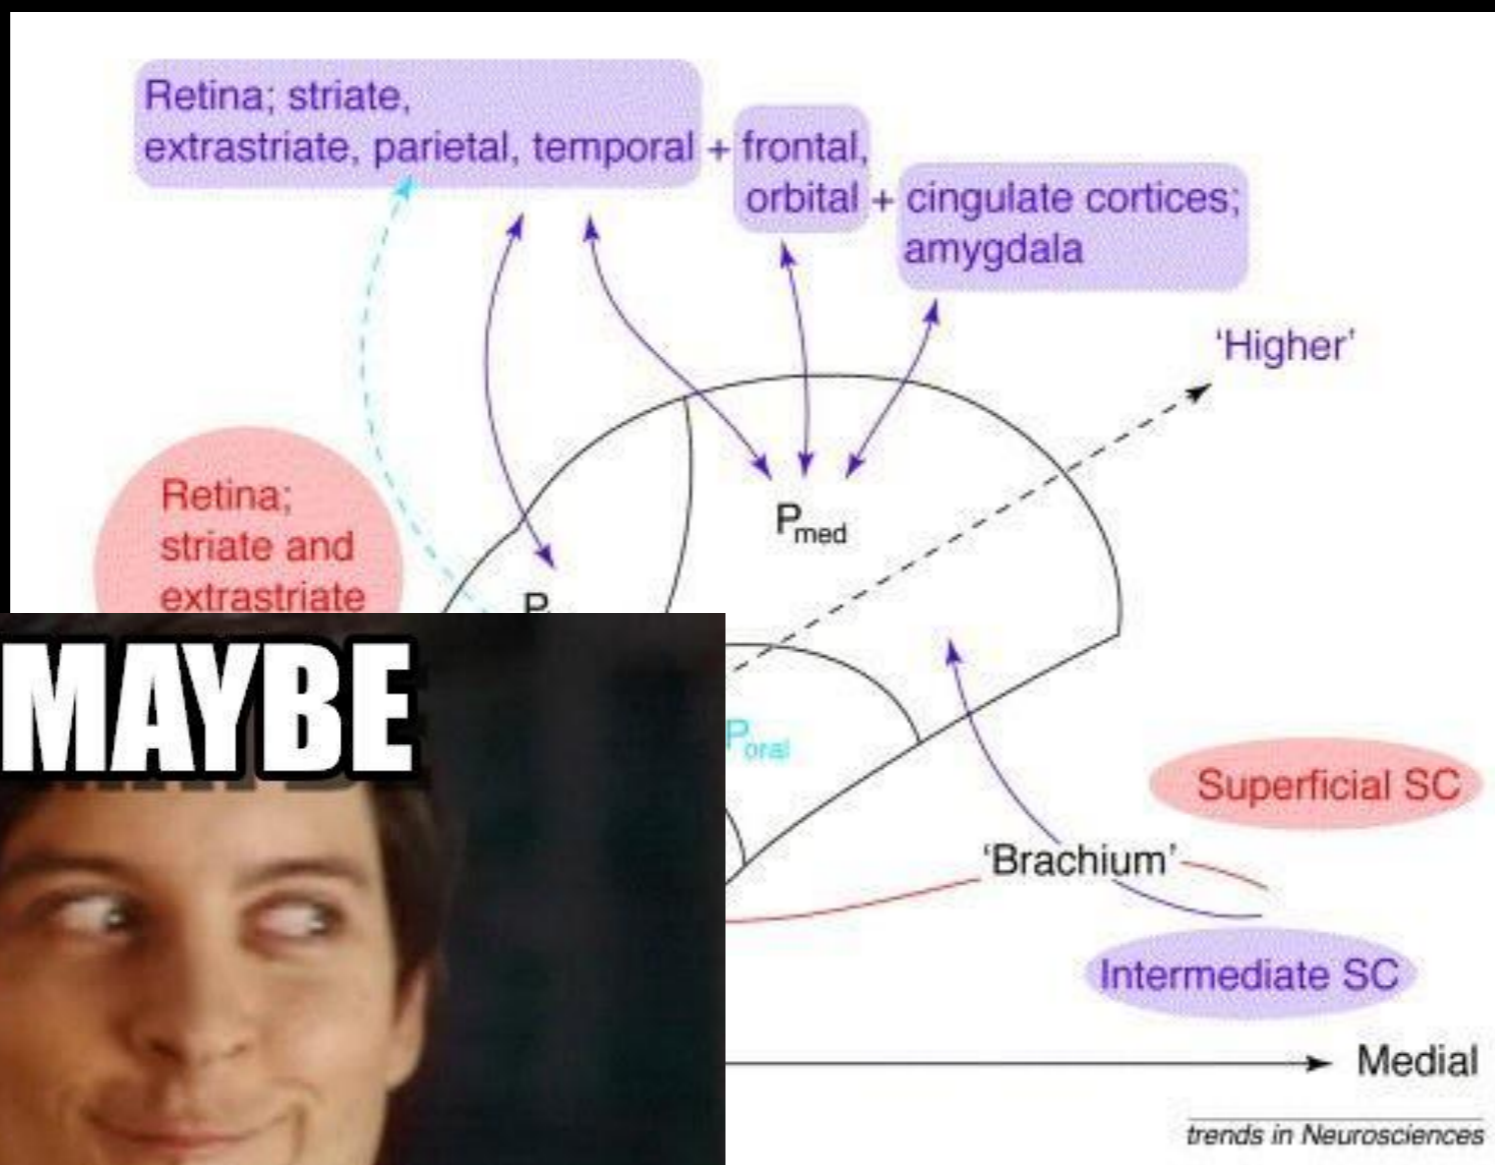 Retina; striate,
extrastriate, parietal, temporal + frontal,
orbital + cingulate cortices;
amygdala
'Higher'
Retina;
striate and
extrastriate
Pmed
P
MAYBE
Poral
Superficial SC
'Brachium'
Intermediate SC
Medial
trends in Neurosciences